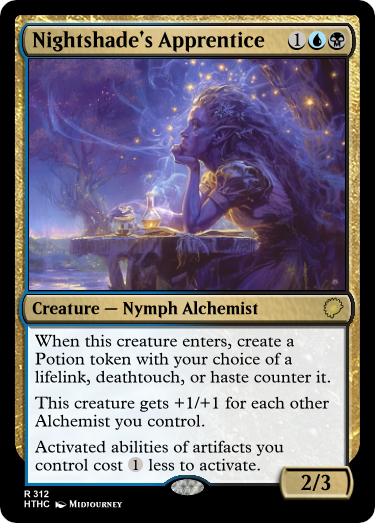 Nightshade's Apprentice 1
Creature — Nymph Alchemist
When this creature enters, create a
Potion token with your choice of a
lifelink, deathtouch, or haste counter it.
This creature gets +1/+1 for each other
Alchemist you control.
Activated abilities of artifacts you
control cost 1 less to activate.
2/3
R 312
HTHC Midjourney